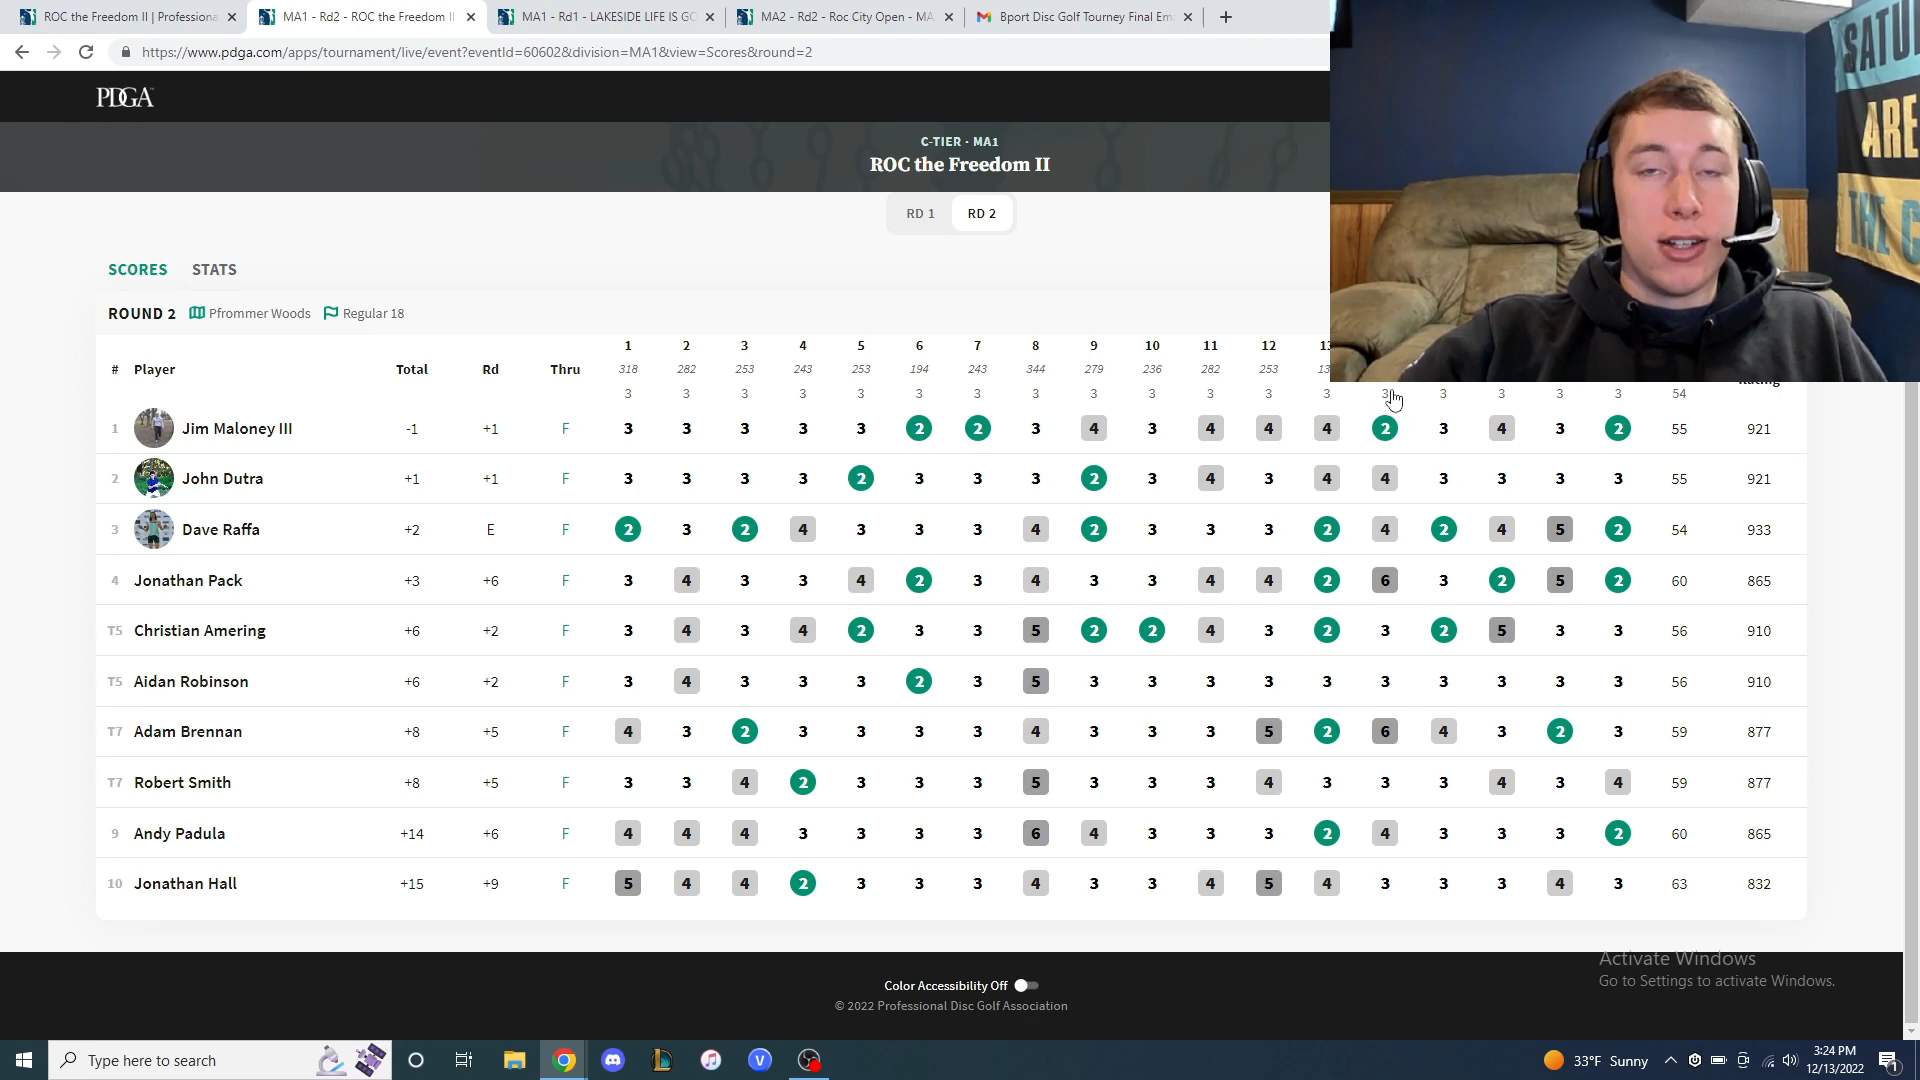 ROC the Freedom II | Professiona
MA1 - Rd2 - ROC the Freedom II
MA1 - Rd1 - LAKESIDE LIFE IS GO
MA2 - Rd2 - Roc City Open - MA
Bport Disc Golf Tourney Final Em
https://www.pdga.com/apps/tournament/live/event?eventId=60602&division=MA1&view=Scores&round=2
PDGA
C-TIER · MA1
ROC the Freedom II
RD 1 RD 2
SCORES STATS
ROUND 2 Pfrommer Woods Regular 18
1 2 3 4 5 6 7 8 9 10 11 12 13
# Player Total Rd Thru 318 282 253 243 253 194 243 344 279 236 282 253 13
3 3 3 3 3 3 3 3 3 3 3 3 3 3 3 3 3 3 54
1 Jim Maloney III -1 +1 F 3 3 3 3 3 2 2 3 4 3 4 4 4 2 3 4 3 2 55 921
2 John Dutra +1 +1 F 3 3 3 3 2 3 3 3 2 3 4 3 4 4 3 3 3 3 55 921
3 Dave Raffa +2 E F 2 3 2 4 3 3 3 4 2 3 3 3 2 4 2 4 5 2 54 933
4 Jonathan Pack +3 +6 F 3 4 3 3 4 2 3 4 3 3 4 4 2 6 3 2 5 2 60 865
T5 Christian Amering +6 +2 F 3 4 3 4 2 3 3 5 2 2 4 3 2 3 2 5 3 3 56 910
T5 Aidan Robinson +6 +2 F 3 4 3 3 3 2 3 5 3 3 3 3 3 3 3 3 3 3 56 910
T7 Adam Brennan +8 +5 F 4 3 2 3 3 3 3 4 3 3 3 5 2 6 4 3 2 3 59 877
T7 Robert Smith +8 +5 F 3 3 4 2 3 3 3 5 3 3 3 4 3 3 3 4 3 4 59 877
9 Andy Padula +14 +6 F 4 4 4 3 3 3 3 6 4 3 3 3 2 4 3 3 3 2 60 865
10 Jonathan Hall +15 +9 F 5 4 4 2 3 3 3 4 3 3 4 5 4 3 3 3 4 3 63 832
Color Accessibility Off
© 2022 Professional Disc Golf Association
Activate Windows
Go to Settings to activate Windows.
SATU
ARE
THE C
Type here to search
33°F Sunny
3:24 PM
12/13/2022
1